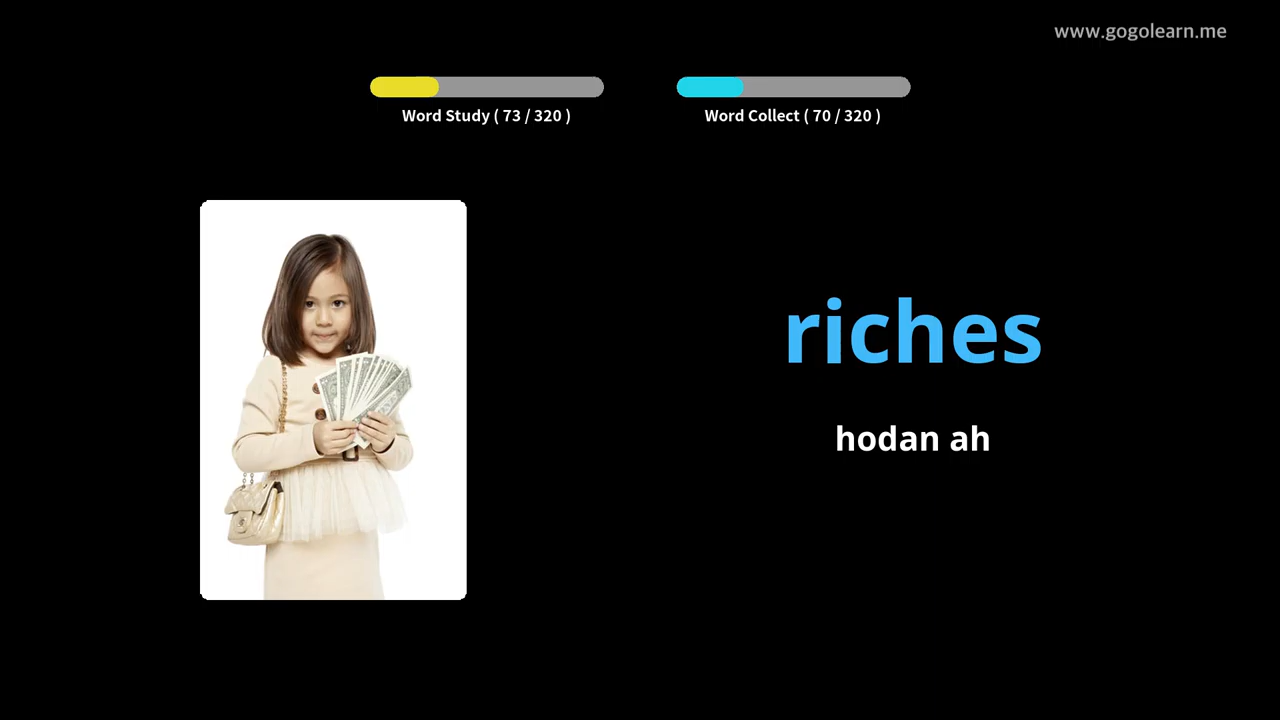 www.gogolearn.me
Word Study ( 73 / 320 )
Word Collect ( 70 / 320 )
riches
hodan ah